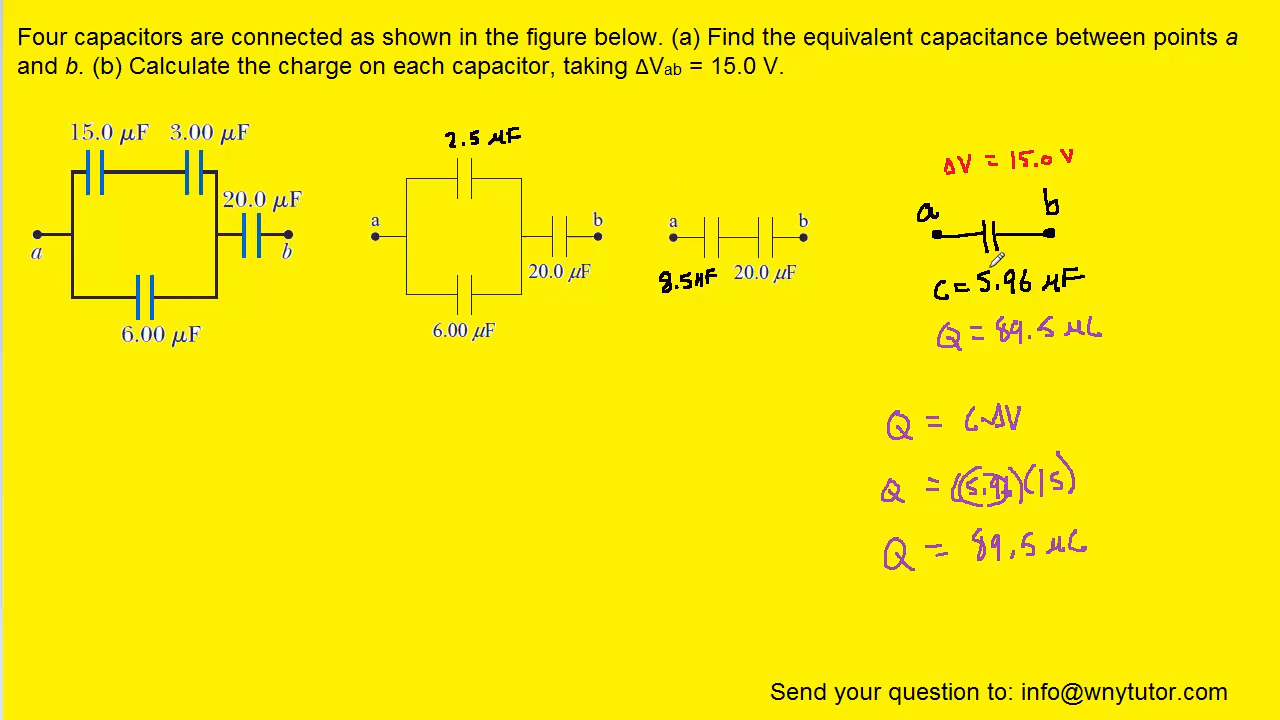 Four capacitors are connected as shown in the figure below. (a) Find the equivalent capacitance between points a
and b. (b) Calculate the charge on each capacitor, taking ΔVab = 15.0 V.
15.0 μF 3.00 μF
20.0 μF
a
b
6.00 μF
2.5 μF
a
b
20.0 μF
6.00 μF
a
b
8.5μF 20.0 μF
ΔV = 15.0 V
a
b
C = 5.96 μF
Q = 89.5 μC
Q = C ΔV
Q = (5.96)(15)
Q = 89.5 μC
Send your question to: info@wnytutor.com